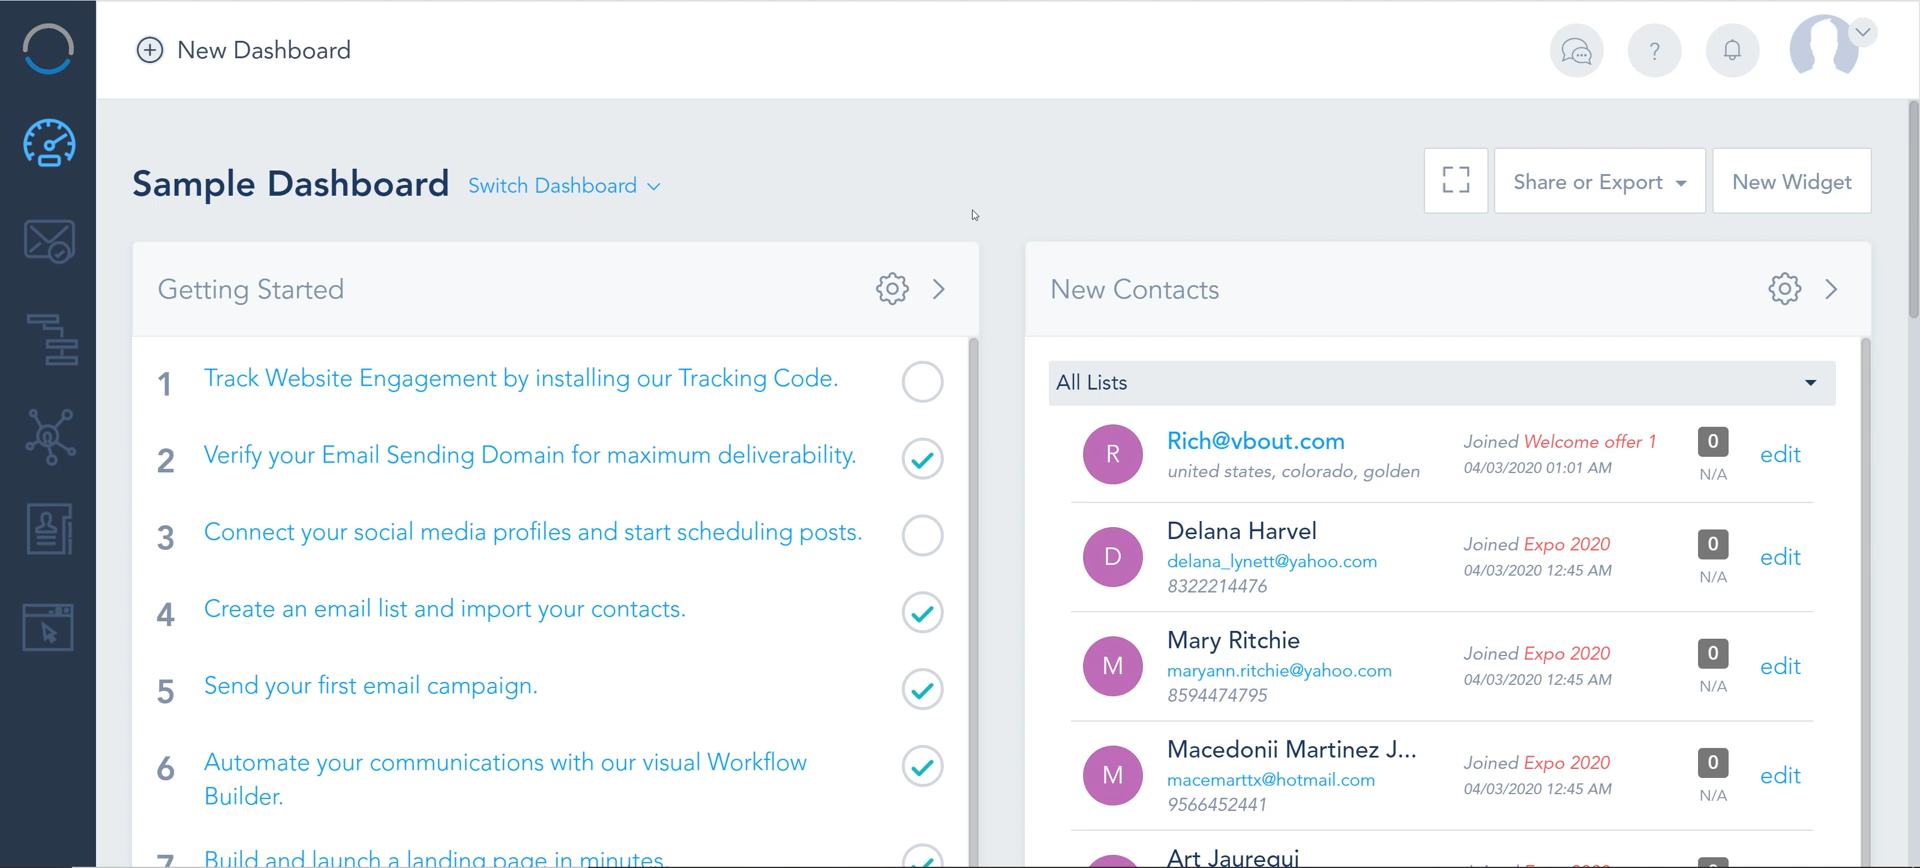 New Dashboard
?
Sample Dashboard
Switch Dashboard
Share or Export
New Widget
Getting Started
1
Track Website Engagement by installing our Tracking Code.
2
Verify your Email Sending Domain for maximum deliverability.
3
Connect your social media profiles and start scheduling posts.
4
Create an email list and import your contacts.
5
Send your first email campaign.
6
Automate your communications with our visual Workflow
Builder.
7
Build and launch a landing page in minutes.
New Contacts
All Lists
R
Rich@vbout.com
united states, colorado, golden
Joined Welcome offer 1
04/03/2020 01:01 AM
0
N/A
edit
D
Delana Harvel
delana_lynett@yahoo.com
8322214476
Joined Expo 2020
04/03/2020 12:45 AM
0
N/A
edit
M
Mary Ritchie
maryann.ritchie@yahoo.com
8594474795
Joined Expo 2020
04/03/2020 12:45 AM
0
N/A
edit
M
Macedonii Martinez J...
macemarttx@hotmail.com
9566452441
Joined Expo 2020
04/03/2020 12:45 AM
0
N/A
edit
Art Jauregui